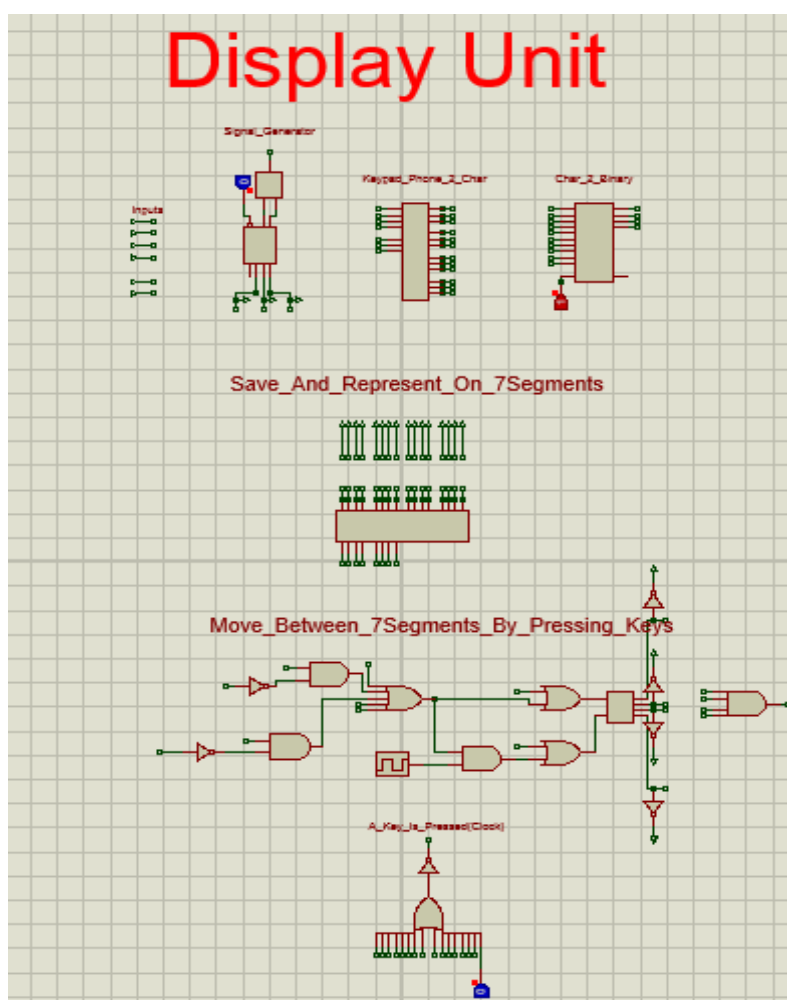 Display Unit
Signal_Generator
Keypad_Phone_2_Char
Char_2_Binary
Inputs
Save_And_Represent_On_7Segments
Move_Between_7Segments_By_Pressing_Keys
A_Key_Is_Pressed(Clock)